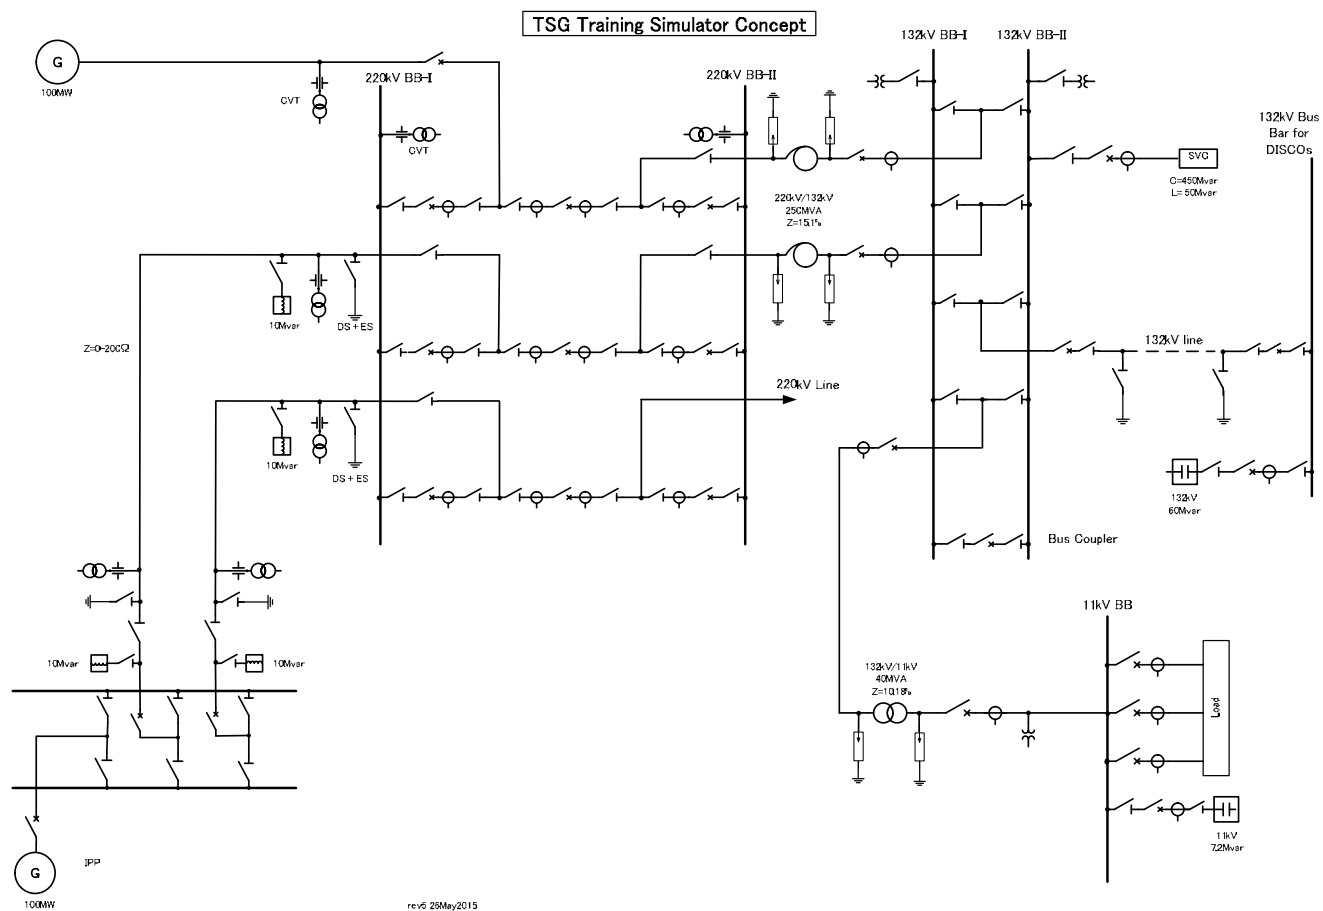 TSG Training Simulator Concept
132kV BB-I
132kV BB-II
G
100MW
220kV BB-I
220kV BB-II
CVT
CVT
132kV Bus
Bar for
DISCOs
SVG
C=450Mvar
L= 50Mvar
220kV/132kV
250MVA
Z=15.1%
10Mvar
DS + ES
Z=0-200Ω
132kV line
220kV Line
10Mvar
DS + ES
132kV
60Mvar
Bus Coupler
11kV BB
10Mvar
10Mvar
132kV/11kV
40MVA
Z=10.18%
Load
11kV
7.2Mvar
IPP
G
100MW
rev5 26May2015